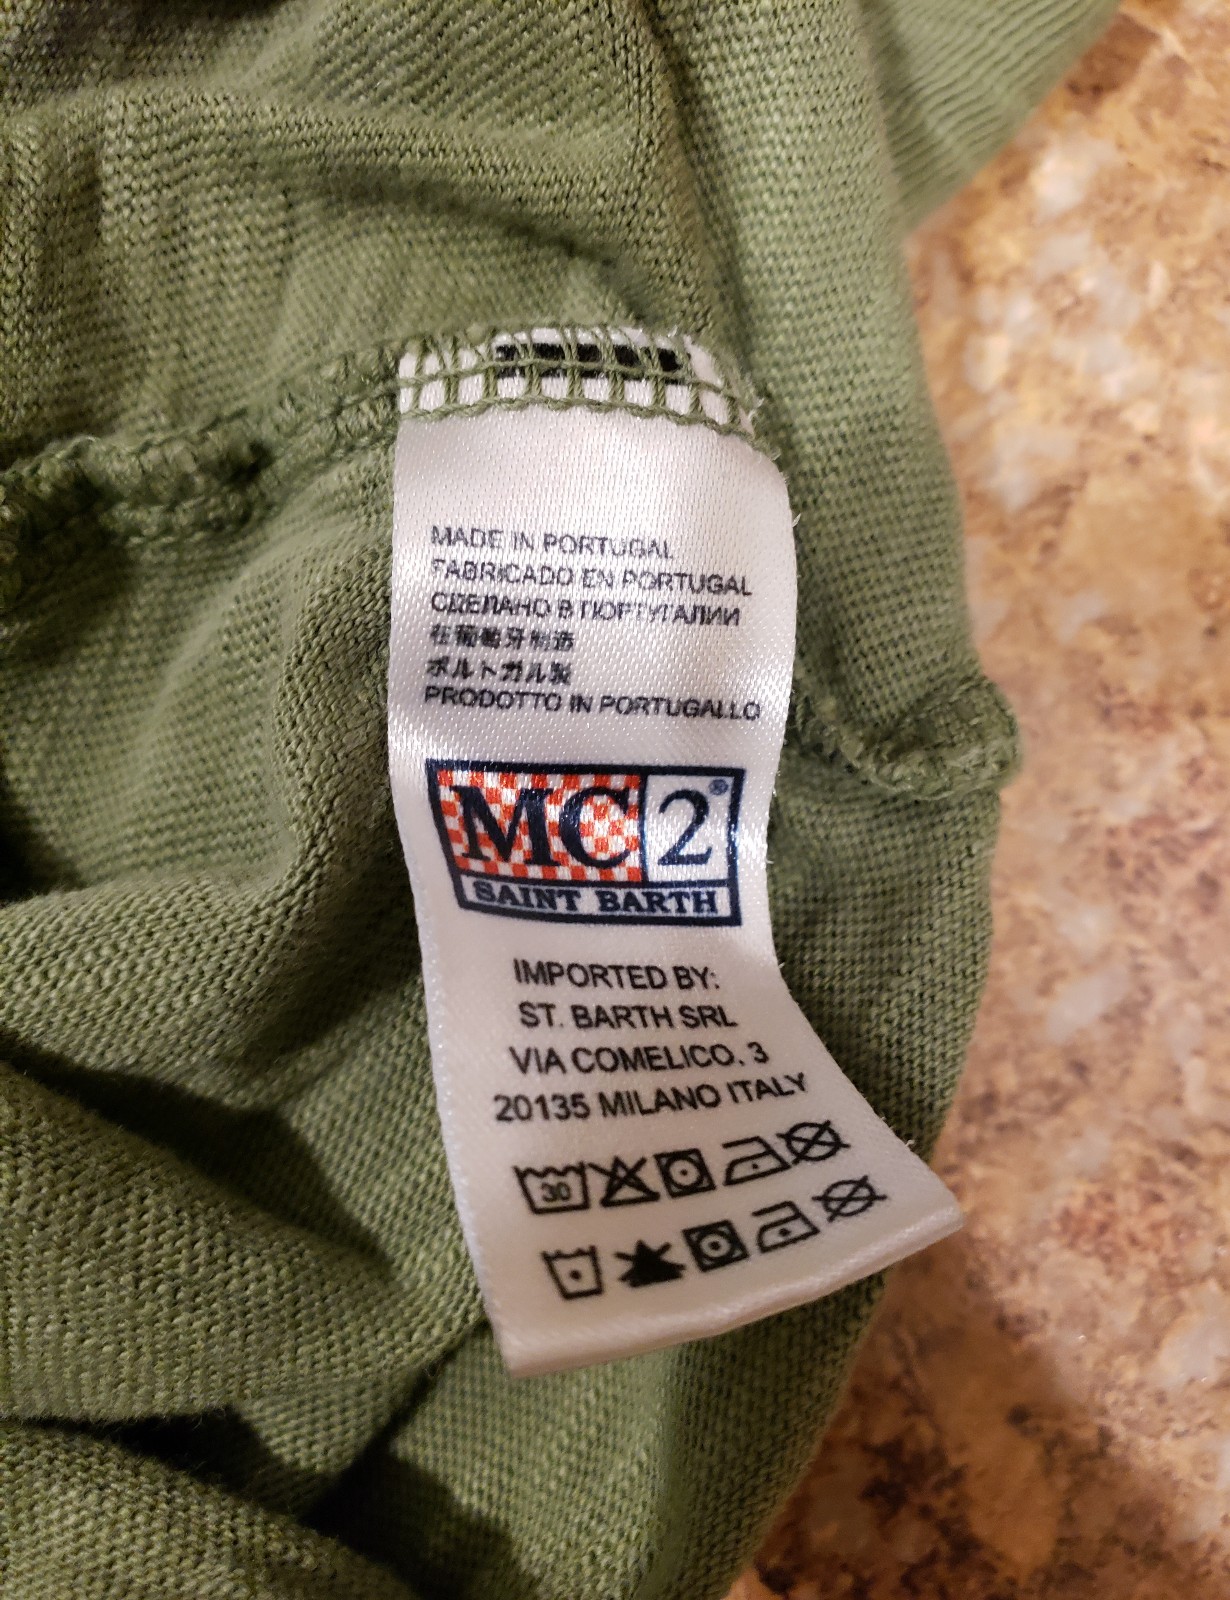 MADE IN PORTUGAL
FABRICADO EN PORTUGAL
СДЕЛАНО В ПОРТУГАЛИИ
在葡萄牙制造
ポルトガル製
PRODOTTO IN PORTUGALLO
MC2®
SAINT BARTH
IMPORTED BY:
ST. BARTH SRL
VIA COMELICO, 3
20135 MILANO ITALY
30